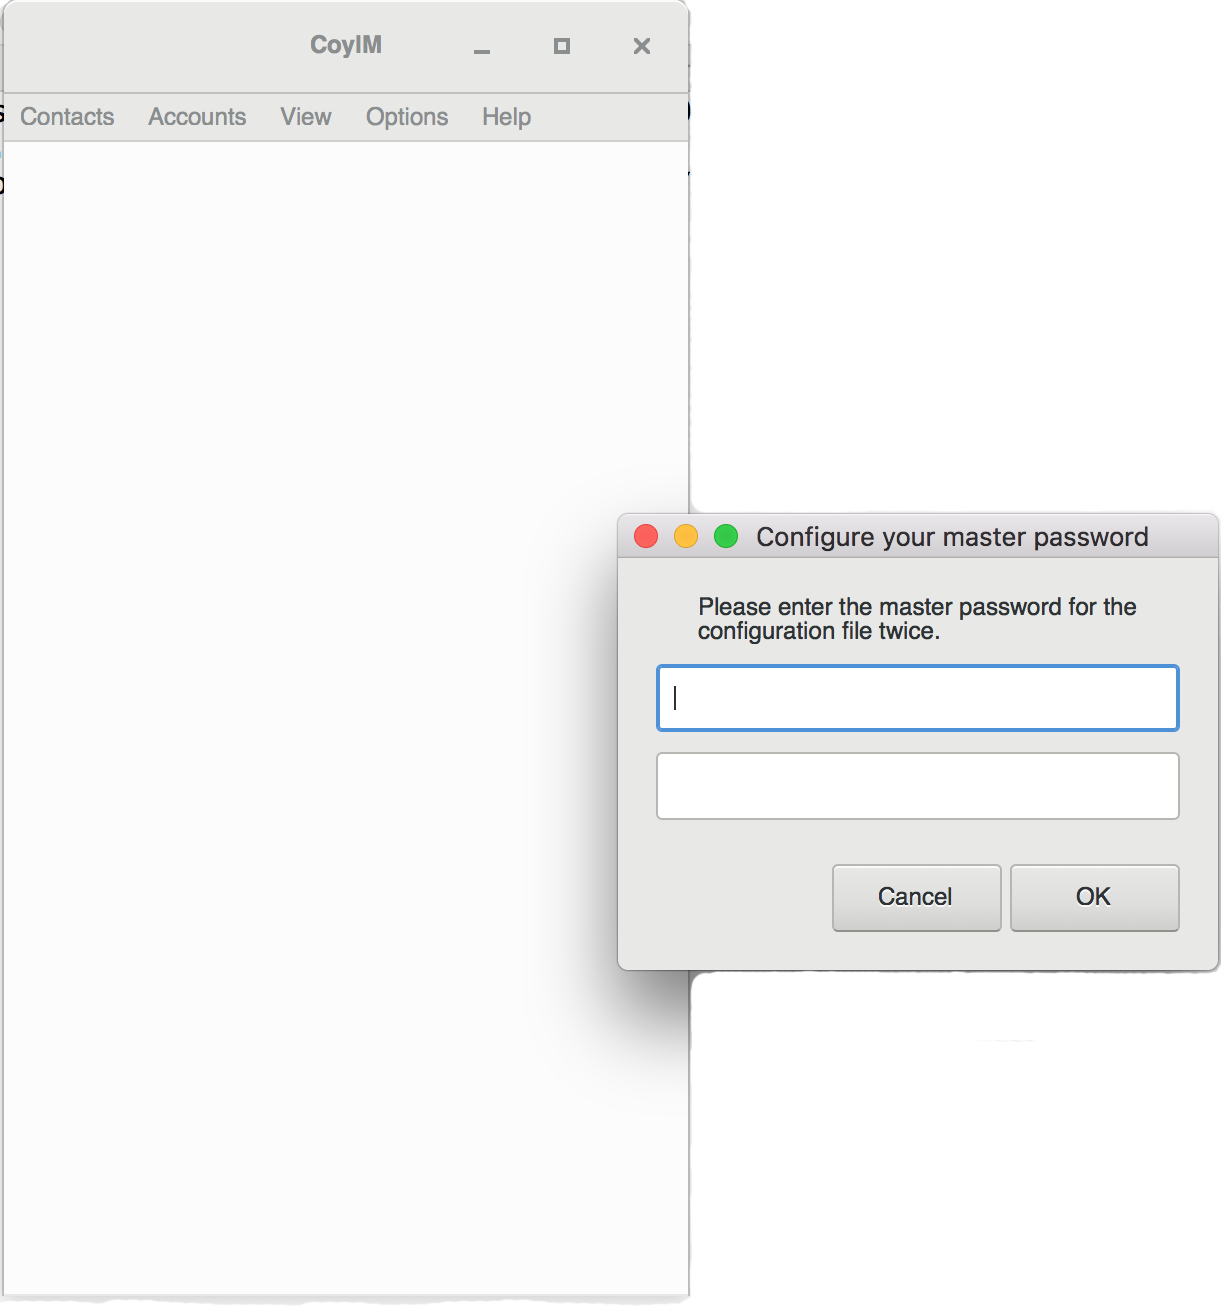 CoyIM
Contacts Accounts View Options Help
Configure your master password
Please enter the master password for the
configuration file twice.
Cancel OK